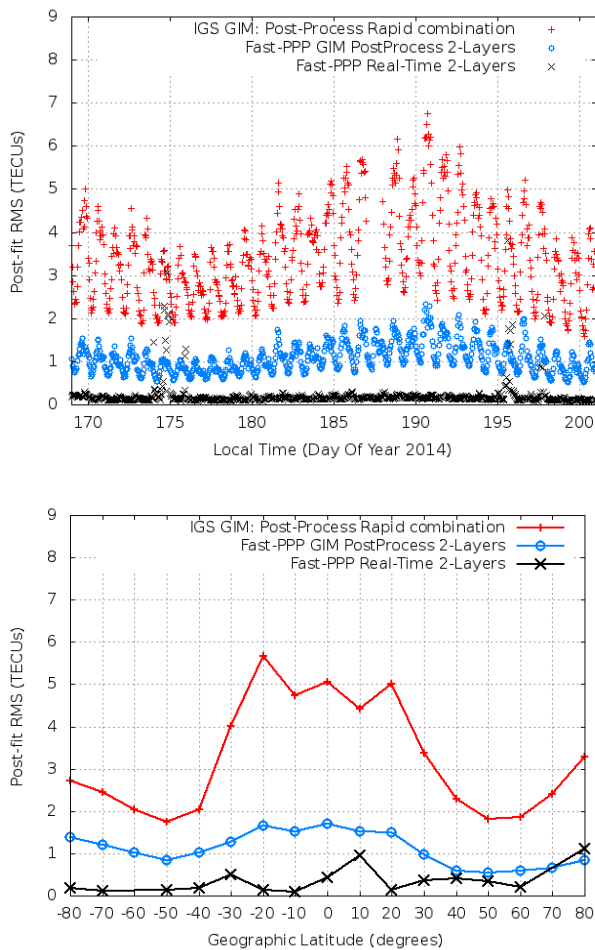 9
8
7
6
5
4
3
2
1
0
Post-fit RMS (TECUs)
IGS GIM: Post-Process Rapid combination
Fast-PPP GIM PostProcess 2-Layers
Fast-PPP Real-Time 2-Layers
170 175 180 185 190 195 200
Local Time (Day Of Year 2014)
9
8
7
6
5
4
3
2
1
0
Post-fit RMS (TECUs)
IGS GIM: Post-Process Rapid combination
Fast-PPP GIM PostProcess 2-Layers
Fast-PPP Real-Time 2-Layers
-80 -70 -60 -50 -40 -30 -20 -10 0 10 20 30 40 50 60 70 80
Geographic Latitude (degrees)